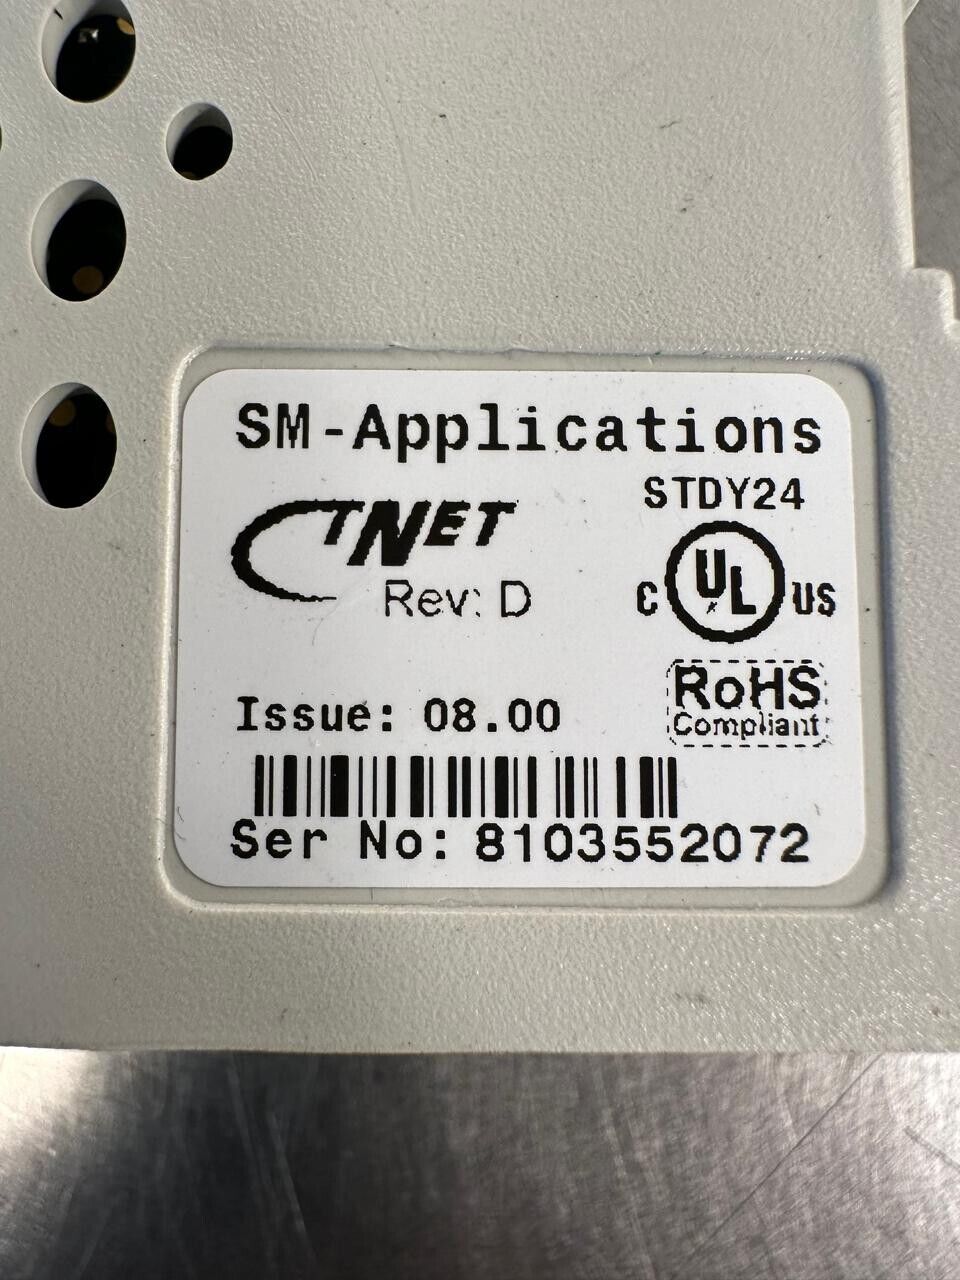 SM-Applications
STDY24
CTNET
Rev: D
C UL US
RoHS
Compliant
Issue: 08.00
Ser No: 8103552072